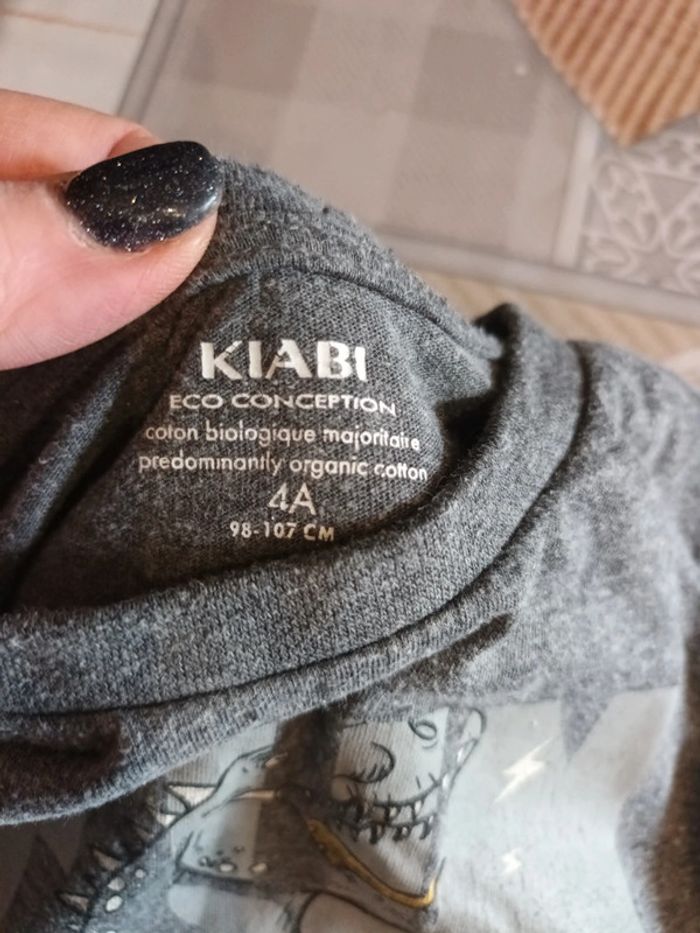 KIABI
ECO CONCEPTION
coton biologique majoritaire
predominantly organic cotton
4A
98-107 CM